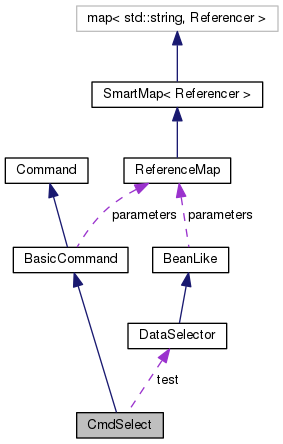 map< std::string, Referencer >
SmartMap< Referencer >
Command
ReferenceMap
parameters
parameters
BasicCommand
BeanLike
DataSelector
test
CmdSelect